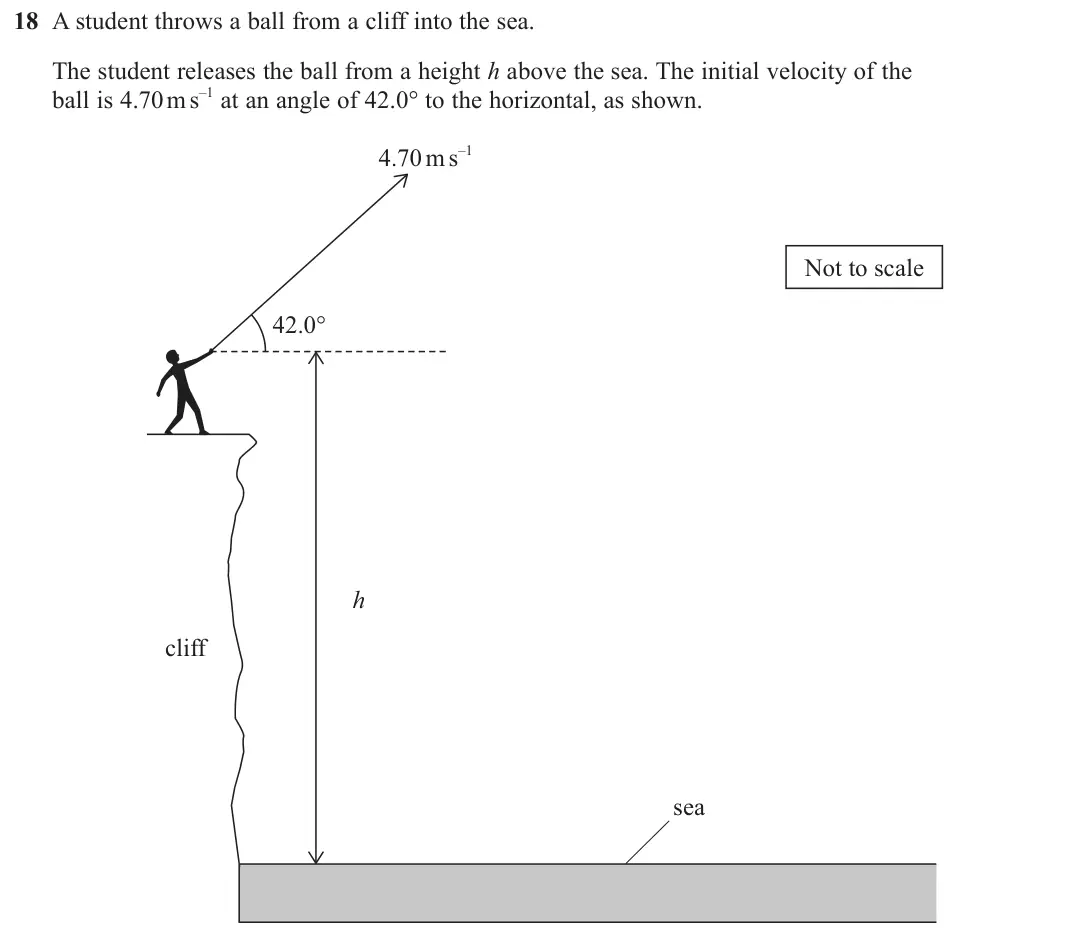 18 A student throws a ball from a cliff into the sea.
The student releases the ball from a height h above the sea. The initial velocity of the
ball is 4.70 m s⁻¹ at an angle of 42.0° to the horizontal, as shown.
4.70 m s⁻¹
Not to scale
42.0°
h
cliff
sea